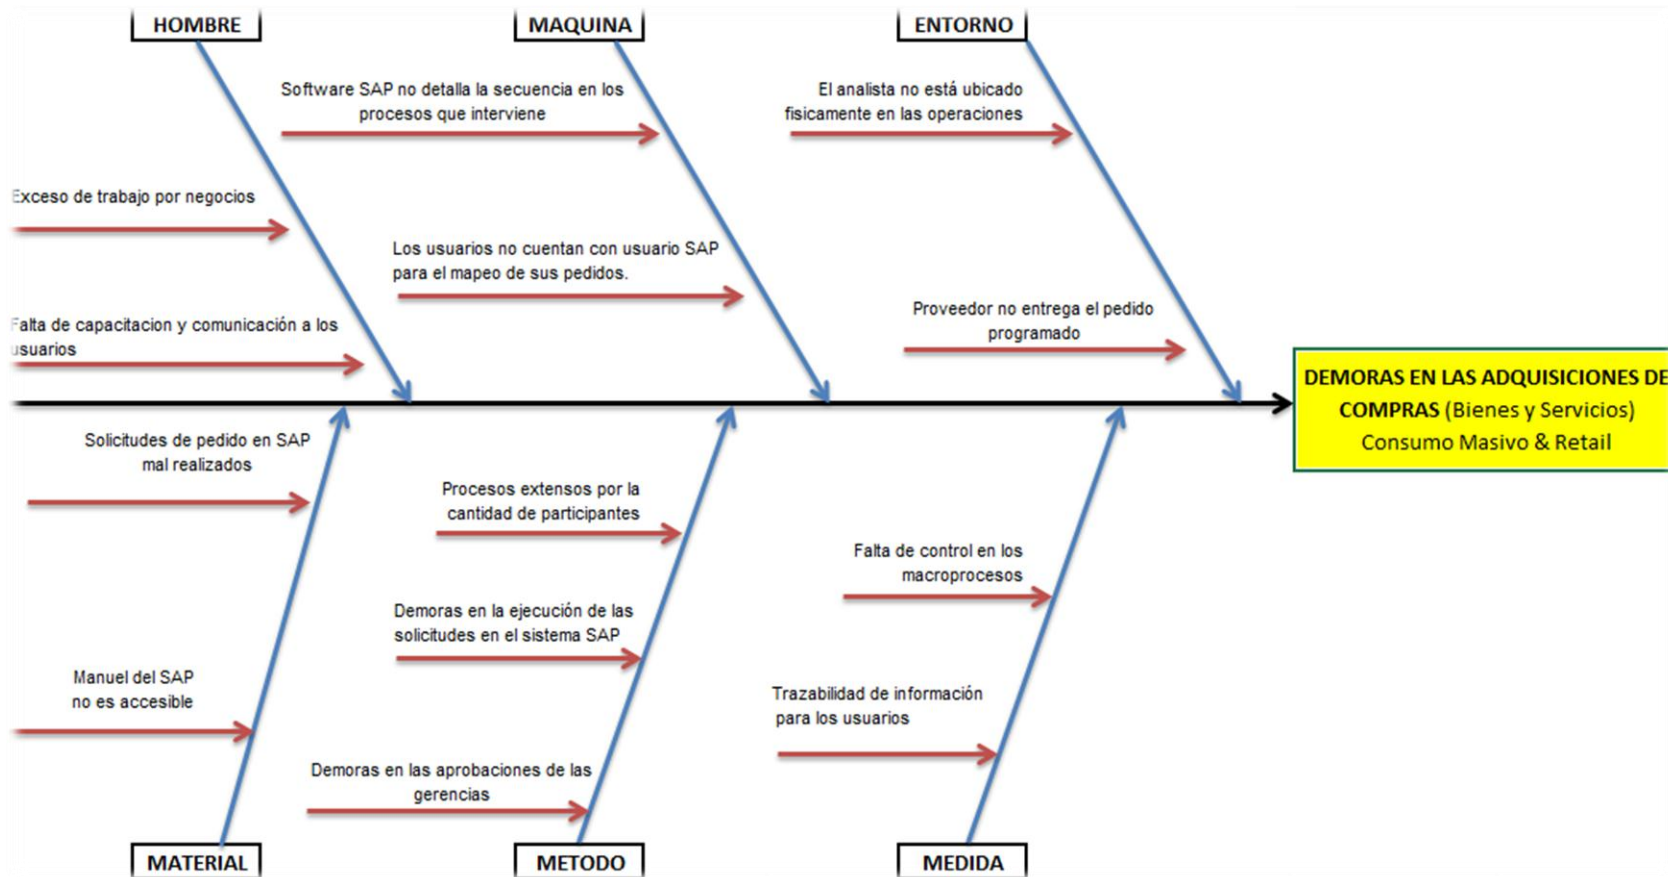 HOMBRE
MAQUINA
ENTORNO
Software SAP no detalla la secuencia en los
procesos que interviene
El analista no está ubicado
fisicamente en las operaciones
Exceso de trabajo por negocios
Los usuarios no cuentan con usuario SAP
para el mapeo de sus pedidos.
Proveedor no entrega el pedido
programado
Falta de capacitacion y comunicación a los
usuarios
DEMORAS EN LAS ADQUISICIONES DE
COMPRAS (Bienes y Servicios)
Consumo Masivo & Retail
Solicitudes de pedido en SAP
mal realizados
Procesos extensos por la
cantidad de participantes
Falta de control en los
macroprocesos
Demoras en la ejecución de las
solicitudes en el sistema SAP
Manuel del SAP
no es accesible
Trazabilidad de información
para los usuarios
Demoras en las aprobaciones de las
gerencias
MATERIAL
METODO
MEDIDA